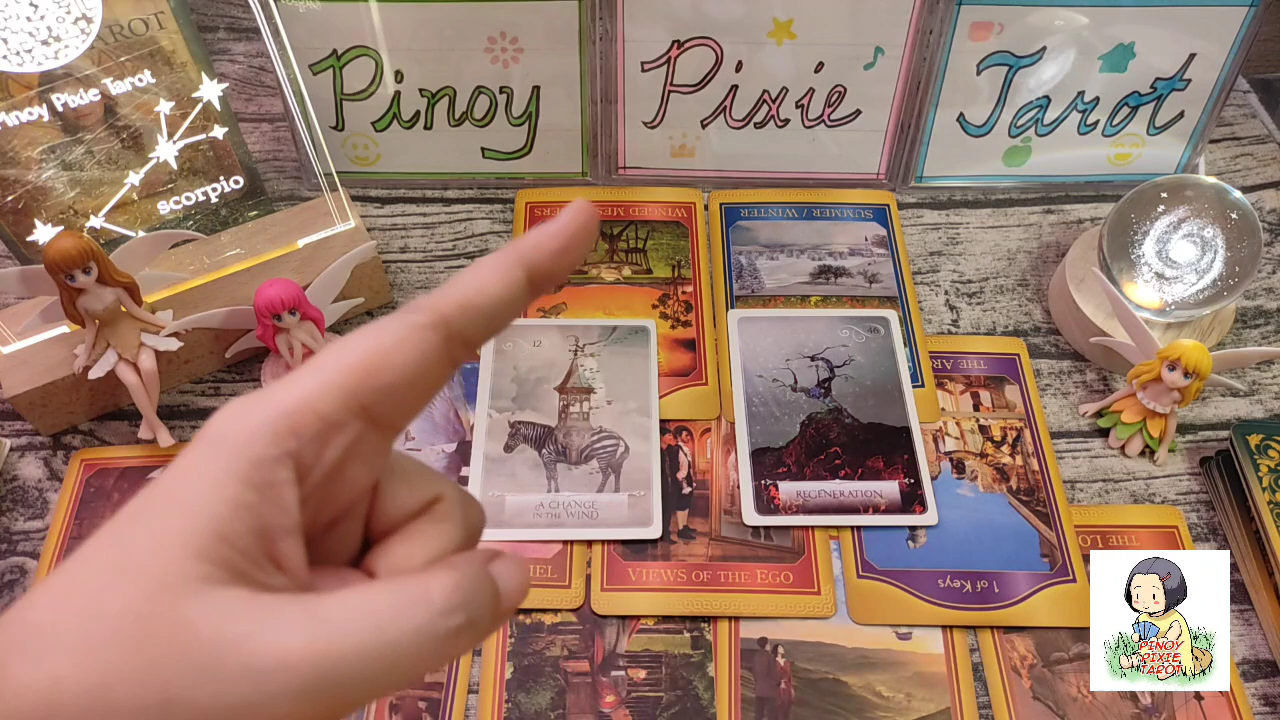 TAROT
Pinoy Pixie Tarot
scorpio
Pinoy
Pixie
Tarot
WINGED
SUMMER / WINTER
12
A CHANGE
IN THE WIND
46
REGENERATION
VIEWS OF THE EGO
1 of Keys
PINOY
PIXIE
TAROT